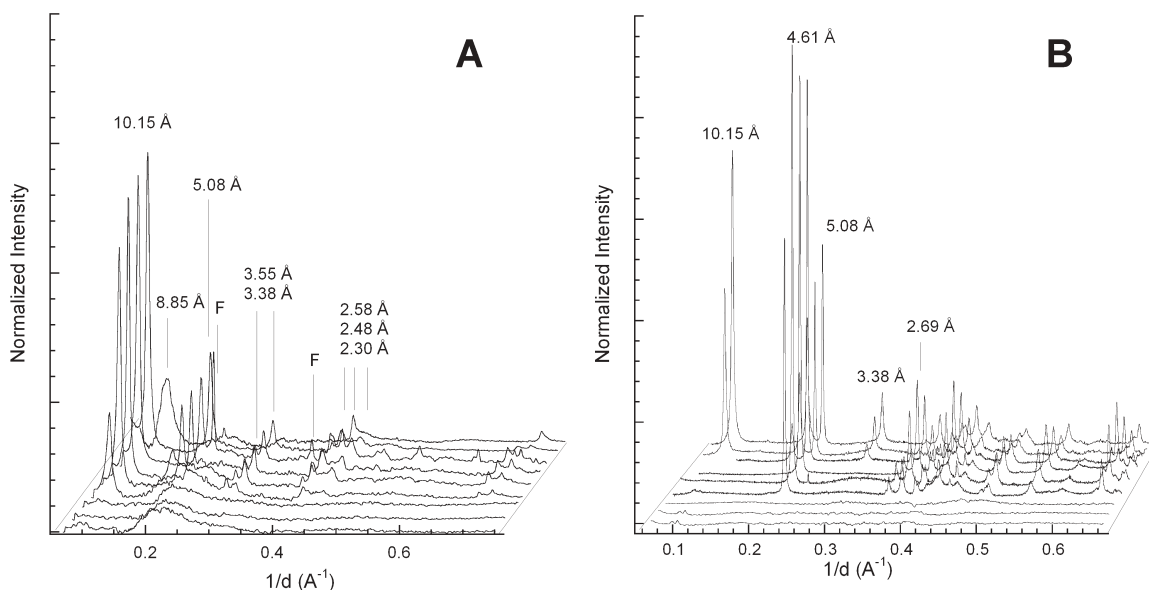 A
10.15 Å
5.08 Å
8.85 Å
F
3.55 Å
3.38 Å
F
2.58 Å
2.48 Å
2.30 Å
Normalized Intensity
0.2
0.4
0.6
1/d (A⁻¹)
B
4.61 Å
10.15 Å
5.08 Å
2.69 Å
3.38 Å
Normalized Intensity
0.1
0.2
0.3
0.4
0.5
0.6
1/d (A⁻¹)